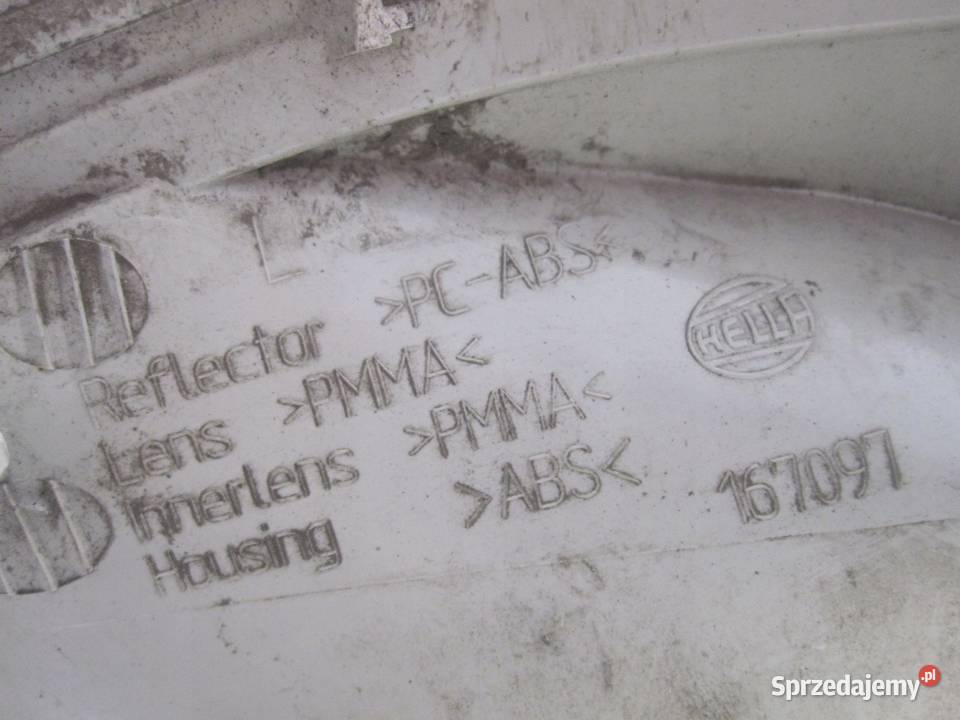 L
Reflector >PC-ABS<
Lens >PMMA<
Innerlens >PMMA<
Housing >ABS<
HELLA
167097
Sprzedajemy.pl